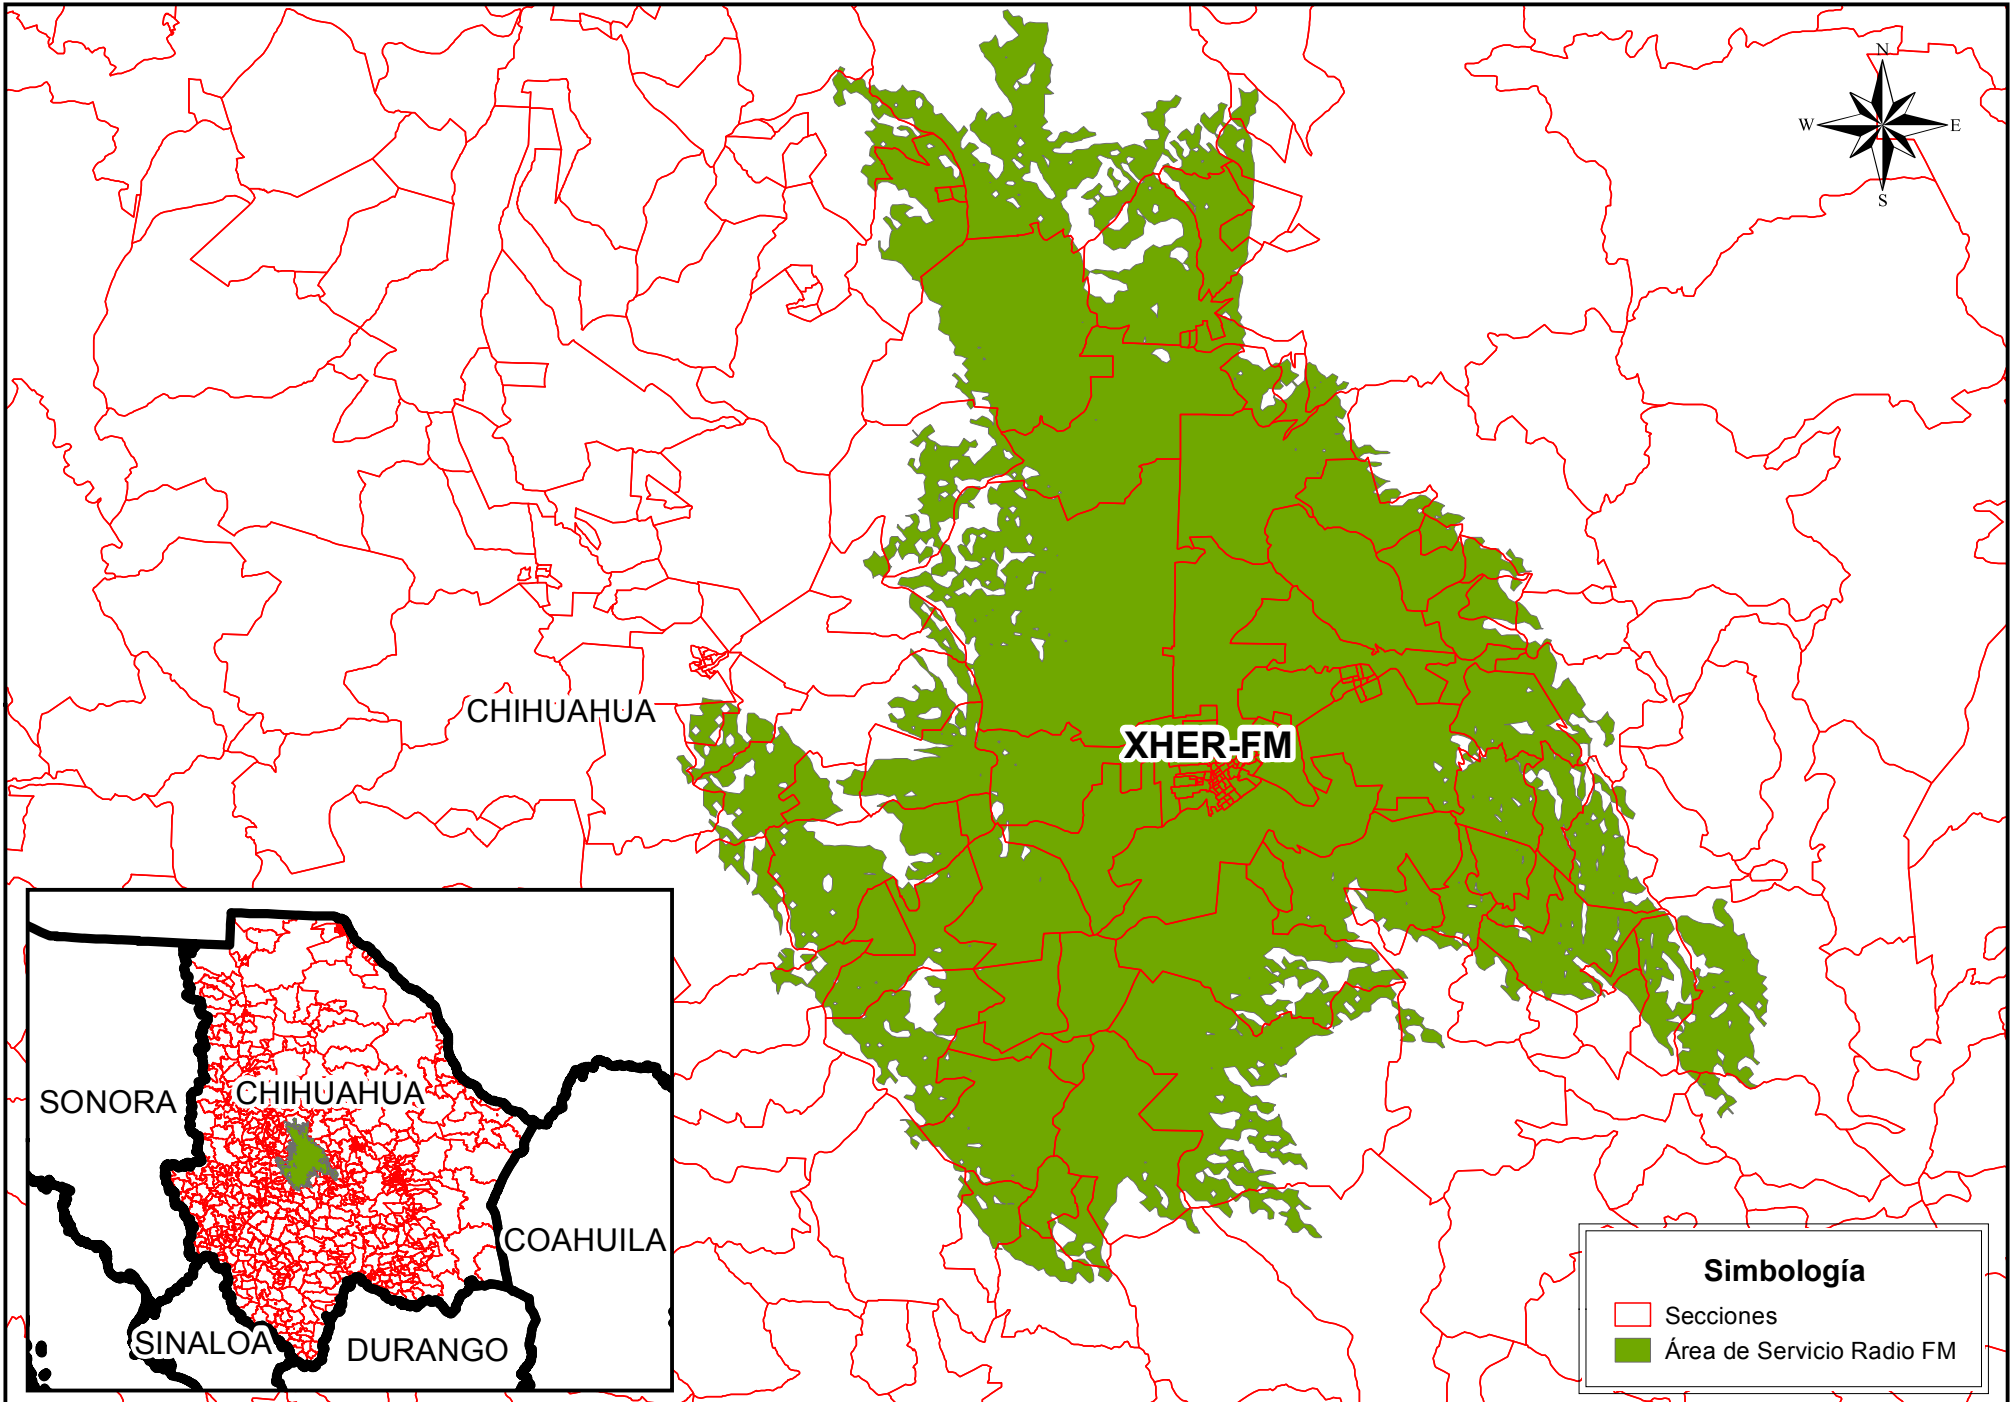 N
W
E
S
CHIHUAHUA
XHER-FM
SONORA
CHIHUAHUA
COAHUILA
SINALOA
DURANGO
Simbología
Secciones
Área de Servicio Radio FM